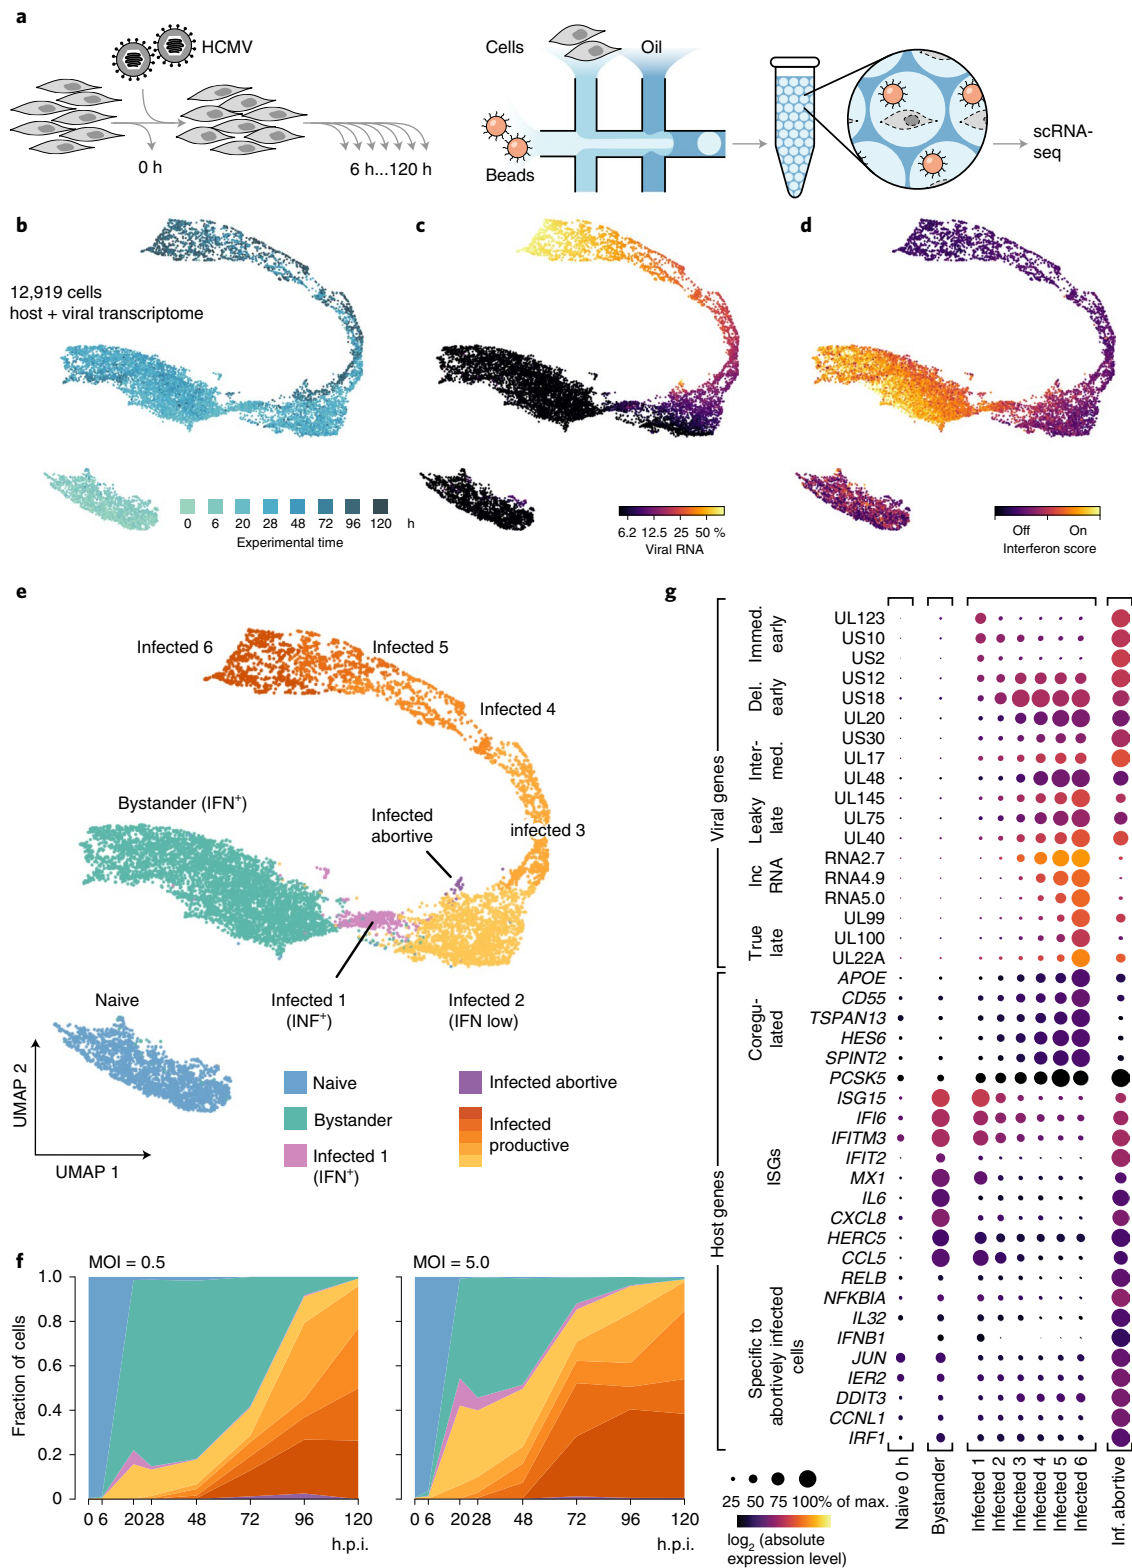 a
HCMV
0 h
6 h...120 h
Cells
Oil
Beads
scRNA-
seq
b
12,919 cells
host + viral transcriptome
0 6 20 28 48 72 96 120 h
Experimental time
c
6.2 12.5 25 50 %
Viral RNA
d
Off On
Interferon score
e
Infected 6
Infected 5
Infected 4
infected 3
Bystander (IFN+)
Infected
abortive
Naive
Infected 1
(INF+)
Infected 2
(IFN low)
UMAP 2
UMAP 1
Naive
Bystander
Infected 1
(IFN+)
Infected abortive
Infected
productive
f
MOI = 0.5
MOI = 5.0
Fraction of cells
1.0
0.8
0.6
0.4
0.2
0
0 6 20 28 48 72 96 120
0 6 20 28 48 72 96 120
h.p.i.
h.p.i.
g
Viral genes
Immed.
early
UL123
US10
US2
Del.
early
US12
US18
UL20
Inter-
med.
US30
UL17
UL48
Leaky
late
UL145
UL75
UL40
lnc
RNA
RNA2.7
RNA4.9
RNA5.0
True
late
UL99
UL100
UL22A
Host genes
Coregu-
lated
APOE
CD55
TSPAN13
HES6
SPINT2
PCSK5
ISGs
ISG15
IFI6
IFITM3
IFIT2
MX1
IL6
CXCL8
HERC5
CCL5
Specific to
abortively infected
cells
RELB
NFKBIA
IL32
IFNB1
JUN
IER2
DDIT3
CCNL1
IRF1
Naive 0 h
Bystander
Infected 1
Infected 2
Infected 3
Infected 4
Infected 5
Infected 6
Inf. abortive
25 50 75 100% of max.
log2 (absolute
expression level)